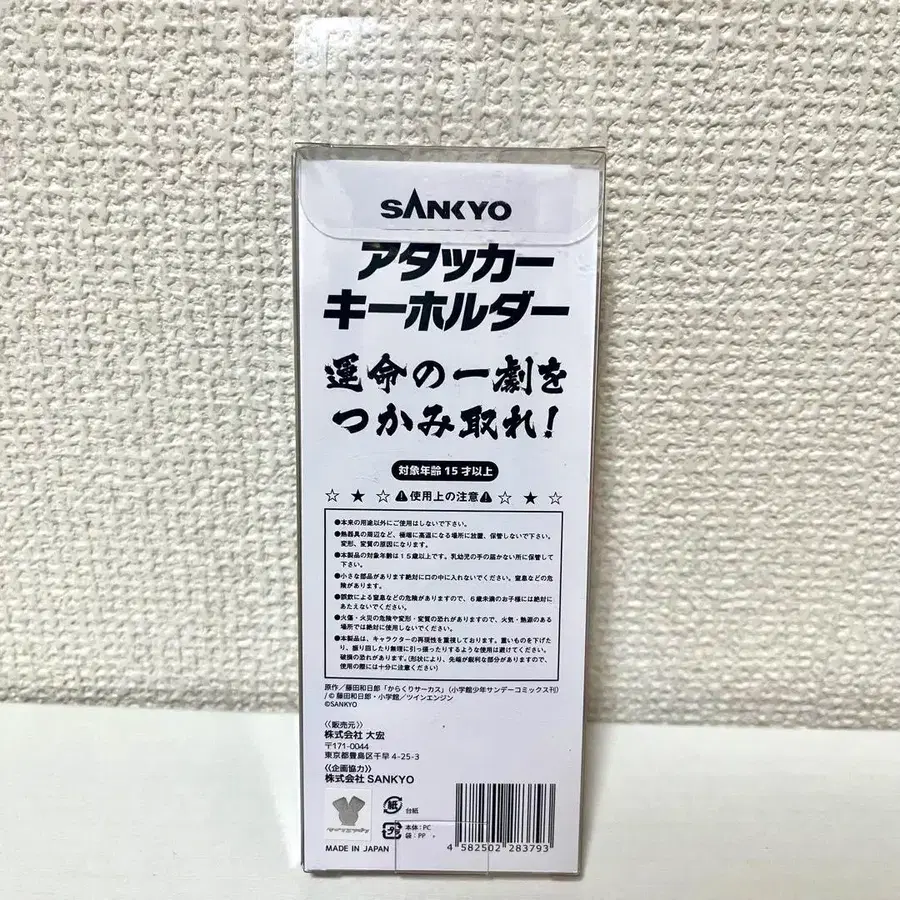 SANKYO
アタッカー
キーホルダー
運命の一劇を
つかみ取れ!
対象年齢15才以上
☆ ★ ☆ ⚠使用上の注意⚠ ☆ ★ ☆
●本来の用途以外にご使用はしないで下さい。
●熱器具の周辺など、極端に高温になる場所に放置、保管しないで下さい。
変形、変質の原因になります。
●本製品の対象年齢は15歳以上です。乳幼児の手の届かない所に保管して
下さい。
●小さな部品があります絶対に口の中に入れないでください。窒息などの危
険があります。
●誤飲による窒息などの危険がありますので、6歳未満のお子様には絶対に
あたえないでください。
●火傷・火災の危険や変形・変質の恐れがありますので、火気・熱源のある
場所では絶対に使用しないでください。
●本製品は、キャラクターの再現性を重視しております。重いものを下げた
り、振り回したり無理に引っ張ったりするような使用は避けてください。
破損の恐れがあります。(形状により、先端が鋭利な部分がありますので、
使用の際には十分に注意ください)
原作/藤田和日郎「からくりサーカス」(小学館少年サンデーコミックス刊)
/© 藤田和日郎・小学館/ツインエンジン
©SANKYO
《販売元》
株式会社 大宏
〒171-0044
東京都豊島区千早 4-25-3
《企画協力》
株式会社 SANKYO
紙 台紙
プラ 本体:PC
袋:PP
MADE IN JAPAN
4 582502 283793